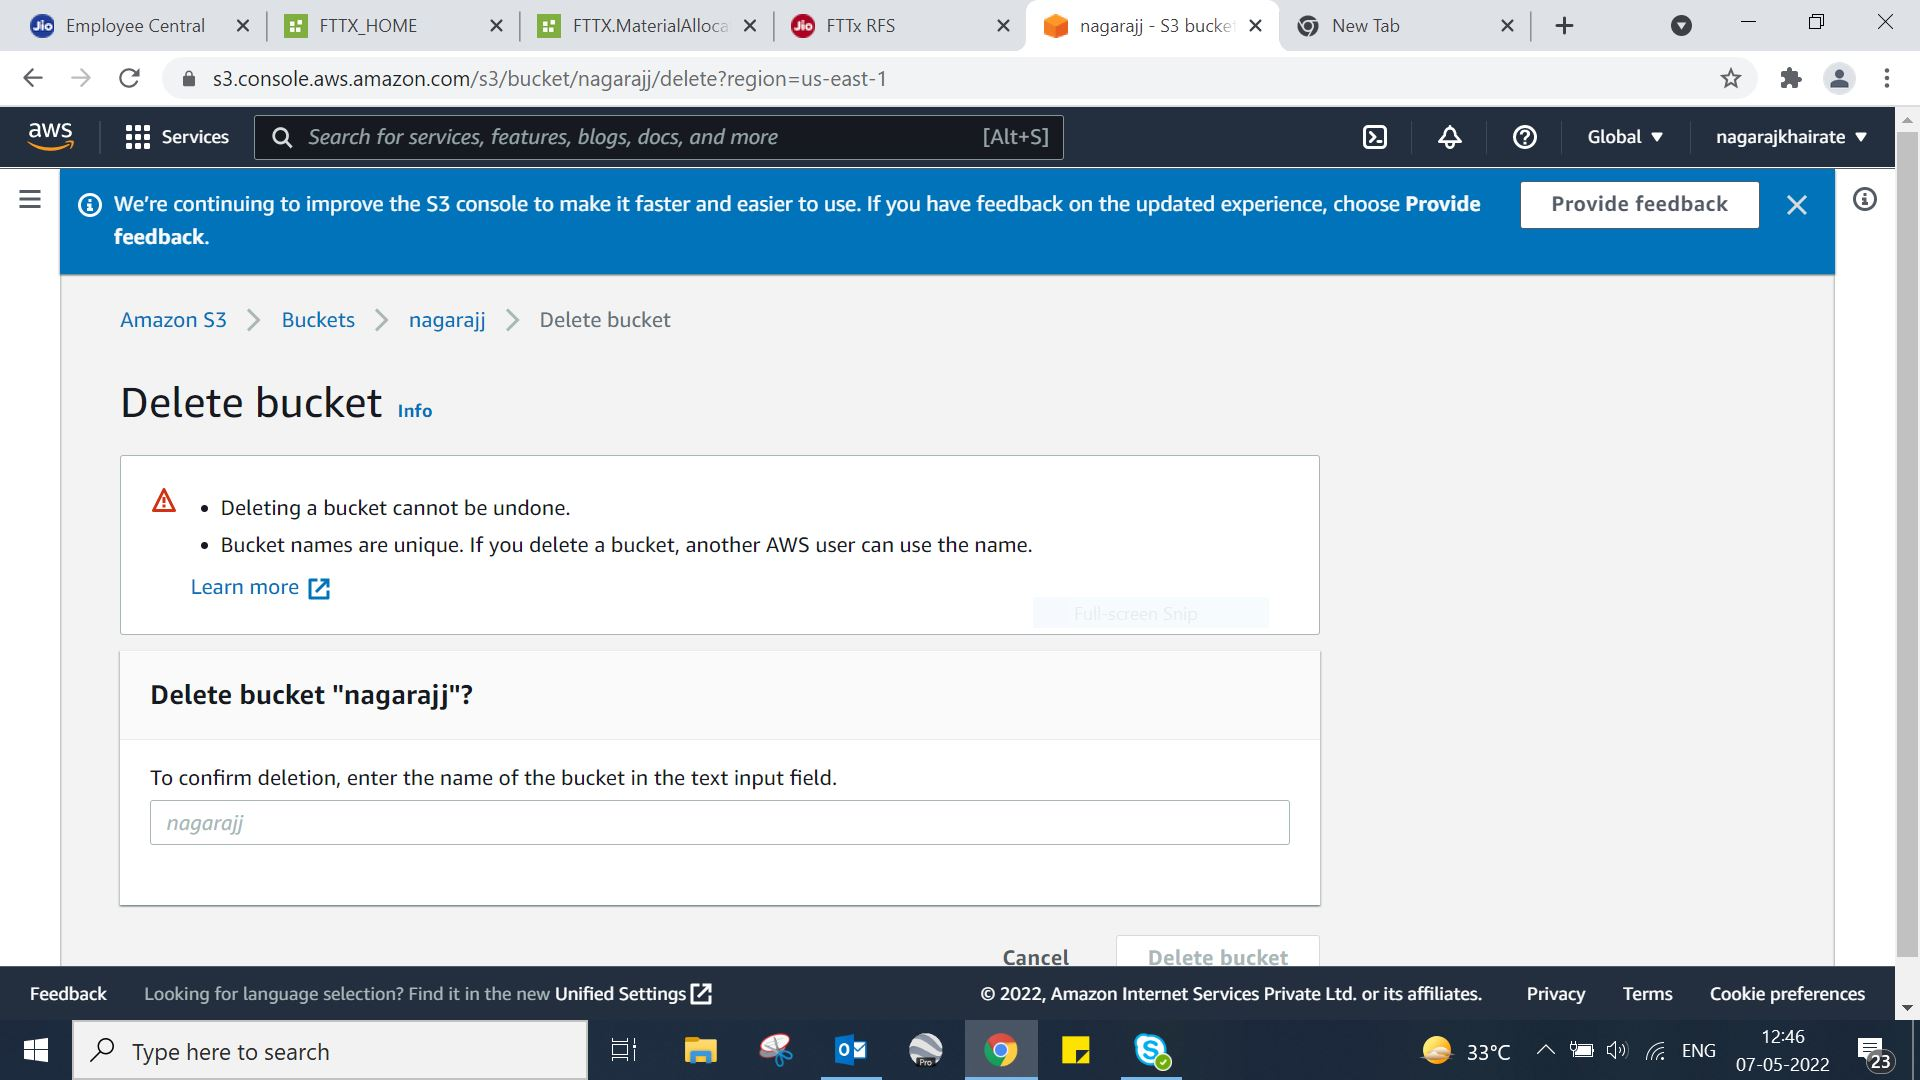 Employee Central
FTTX_HOME
FTTX.MaterialAlloca
FTTx RFS
nagarajj - S3 bucket
New Tab
s3.console.aws.amazon.com/s3/bucket/nagarajj/delete?region=us-east-1
aws
Services
Search for services, features, blogs, docs, and more
[Alt+S]
Global
nagarajkhairate
We're continuing to improve the S3 console to make it faster and easier to use. If you have feedback on the updated experience, choose Provide
feedback.
Provide feedback
Amazon S3
Buckets
nagarajj
Delete bucket
Delete bucket
Info
• Deleting a bucket cannot be undone.
• Bucket names are unique. If you delete a bucket, another AWS user can use the name.
Learn more
Full-screen Snip
Delete bucket "nagarajj"?
To confirm deletion, enter the name of the bucket in the text input field.
nagarajj
Cancel
Delete bucket
Feedback
Looking for language selection? Find it in the new Unified Settings
© 2022, Amazon Internet Services Private Ltd. or its affiliates.
Privacy
Terms
Cookie preferences
Type here to search
Pro
33°C
ENG
12:46
07-05-2022
23